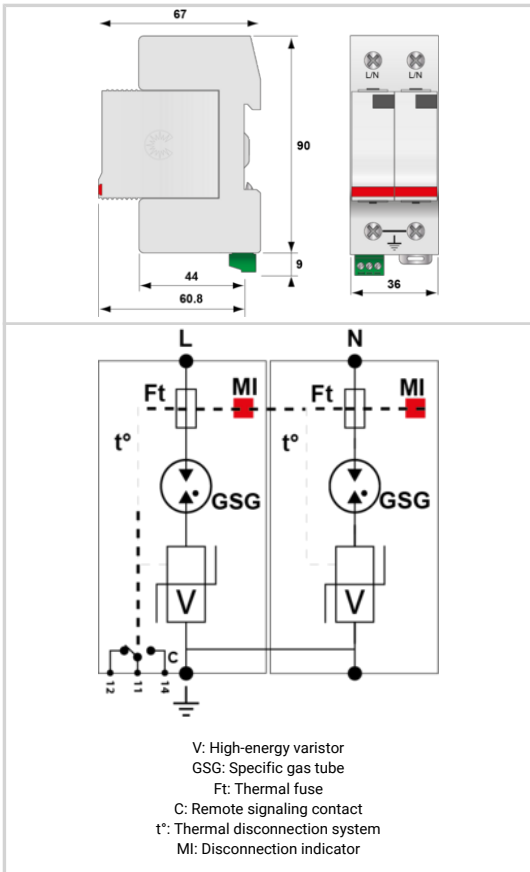 67
L/N L/N
90
9
44
60.8
36
L N
Ft MI Ft MI
t° t°
GSG GSG
V V
C
12 11 14
V: High-energy varistor
GSG: Specific gas tube
Ft: Thermal fuse
C: Remote signaling contact
t°: Thermal disconnection system
MI: Disconnection indicator